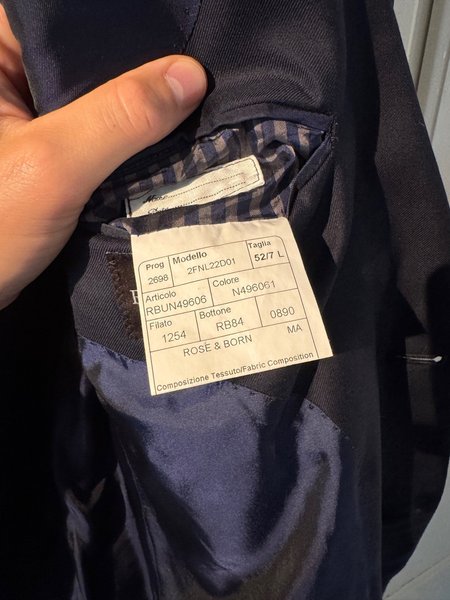 Prog Modello Taglia
2698 2FNL22D01 52/7 L
Articolo Colore
RBUN49606 N496061
Filato Bottone 0890
1254 RB84
MA
ROSE & BORN
Composizione Tessuto/Fabric Composition